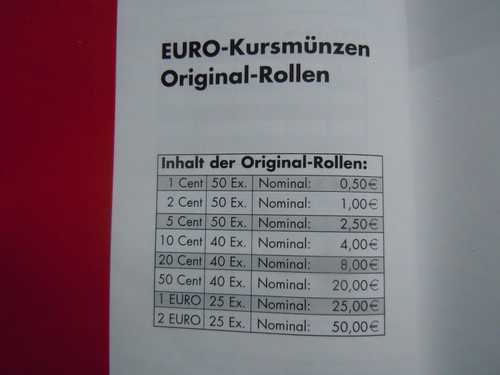 EURO-Kursmünzen
Original-Rollen
Inhalt der Original-Rollen:
1 Cent 50 Ex. Nominal: 0,50€
2 Cent 50 Ex. Nominal: 1,00€
5 Cent 50 Ex. Nominal: 2,50€
10 Cent 40 Ex. Nominal: 4,00€
20 Cent 40 Ex. Nominal: 8,00€
50 Cent 40 Ex. Nominal: 20,00€
1 EURO 25 Ex. Nominal: 25,00€
2 EURO 25 Ex. Nominal: 50,00€